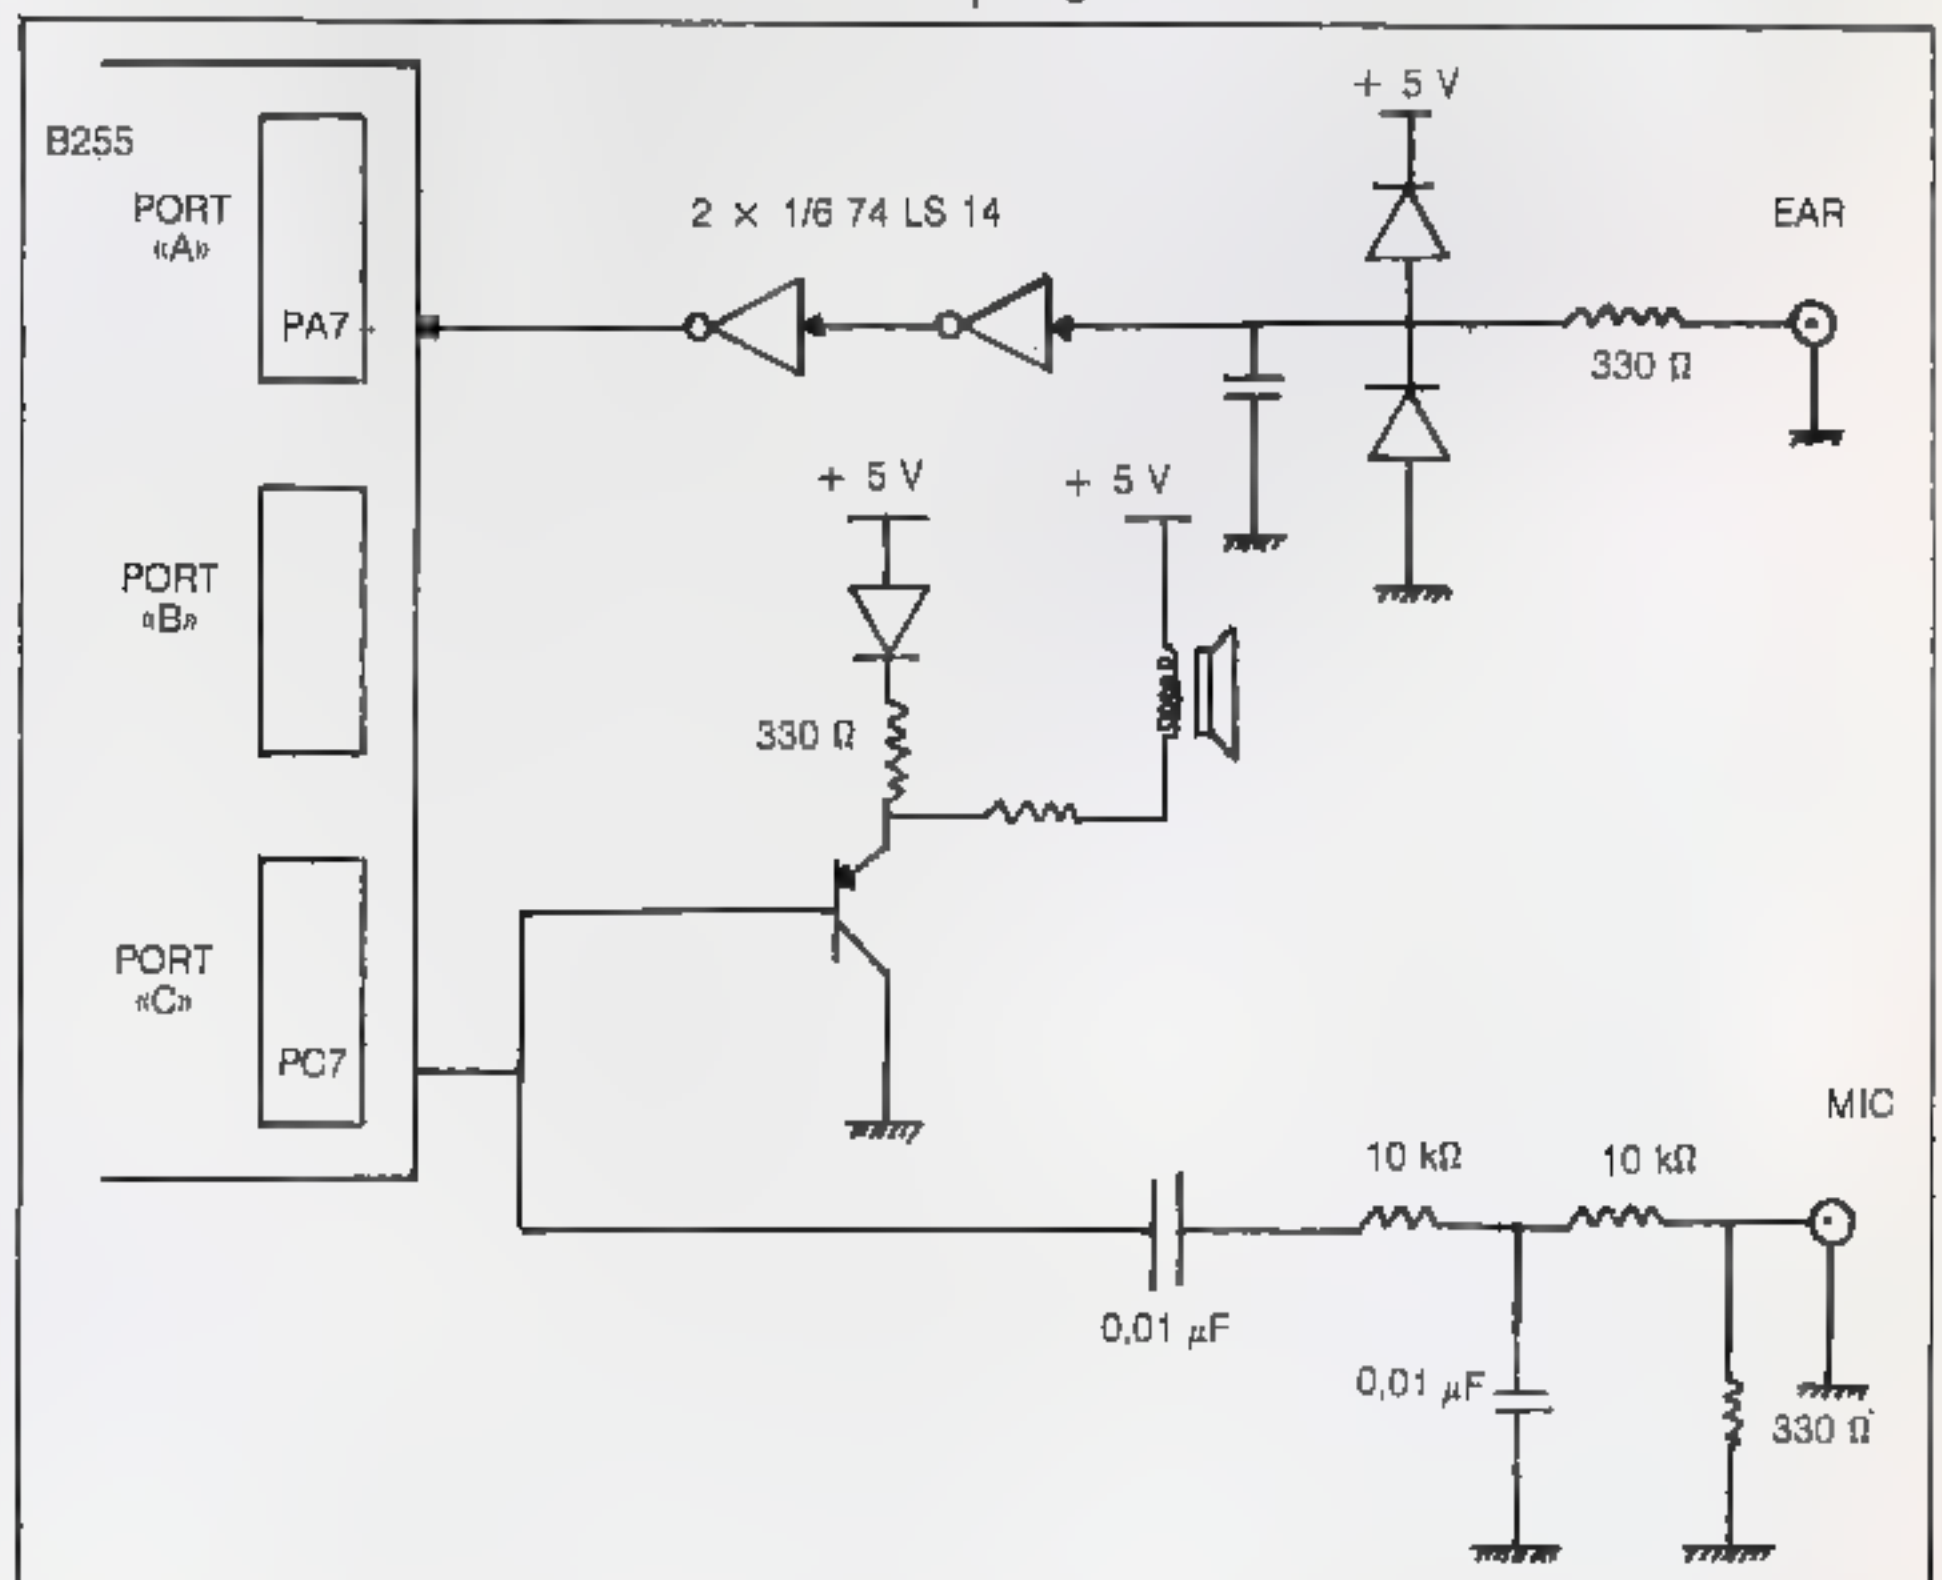 B255
PORT
«A»
PA7
2 × 1/6 74 LS 14
+ 5 V
EAR
330 Ω
+ 5 V
+ 5 V
PORT
«B»
330 Ω
PORT
«C»
PC7
MIC
10 kΩ
10 kΩ
0,01 µF
0,01 µF
330 Ω